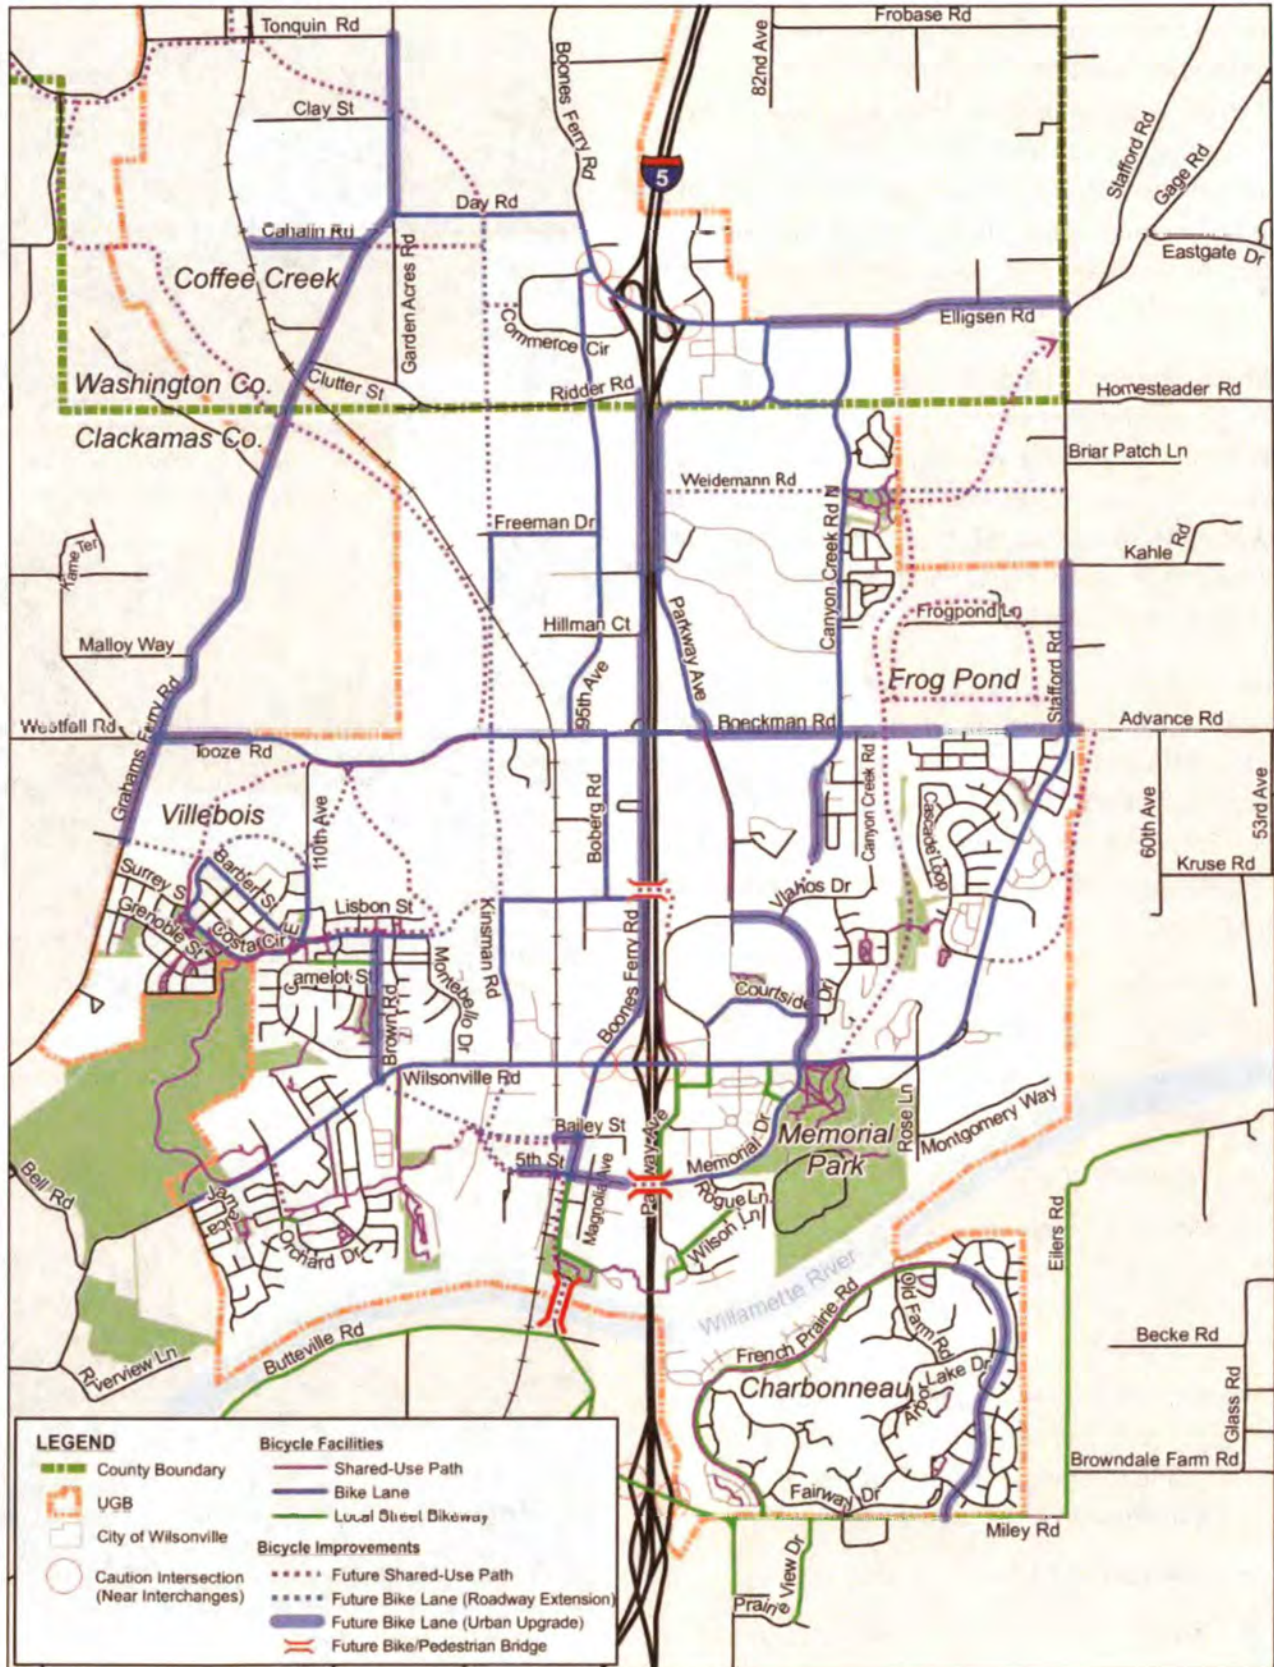 Frobase Rd
Tonquin Rd
82nd Ave
Boones Ferry Rd
Clay St
Stafford Rd
Gage Rd
5
Day Rd
Cahalin Rd
Eastgate Dr
Coffee Creek
Garden Acres Rd
Elligsen Rd
Commerce Cir
Washington Co.
Clutter St
Ridder Rd
Homesteader Rd
Clackamas Co.
Briar Patch Ln
Weidemann Rd
Canyon Creek Rd N
Freeman Dr
Kahle Rd
Kame Ter
Frogpond Ln
Hillman Ct
Parkway Ave
Malloy Way
Stafford Rd
95th Ave
Frog Pond
Grahams Ferry Rd
Westfall Rd
Boeckman Rd
Advance Rd
Tooze Rd
Canyon Creek Rd
Villebois
110th Ave
Boberg Rd
Cascade Loop
60th Ave
53rd Ave
Barber St
Surrey S
Kruse Rd
Vlahos Dr
Lisbon St
Grenoble St
Costa Cir
E
Kinsman Rd
Boones Ferry Rd
amelot St
Montebello Dr
Courtside Dr
Brown Rd
Wilsonville Rd
Rose Ln
Montgomery Way
Bailey St
Memorial Park
Memorial Dr
5th St
Magnolia Ave
Pa way Ave
Rogue Ln
Bell Rd
Wilson Ln
Eilers Rd
Orchard Dr
Willamette River
French Prairie Rd
Old Farm Rd
Butteville Rd
Becke Rd
Riverview Ln
Arbor Lake Dr
Charbonneau
Glass Rd
Browndale Farm Rd
Fairway Dr
Miley Rd
Prairie View Dr
LEGEND
County Boundary
UGB
City of Wilsonville
Caution Intersection
(Near Interchanges)
Bicycle Facilities
Shared-Use Path
Bike Lane
Local Street Bikeway
Bicycle Improvements
Future Shared-Use Path
Future Bike Lane (Roadway Extension)
Future Bike Lane (Urban Upgrade)
Future Bike/Pedestrian Bridge